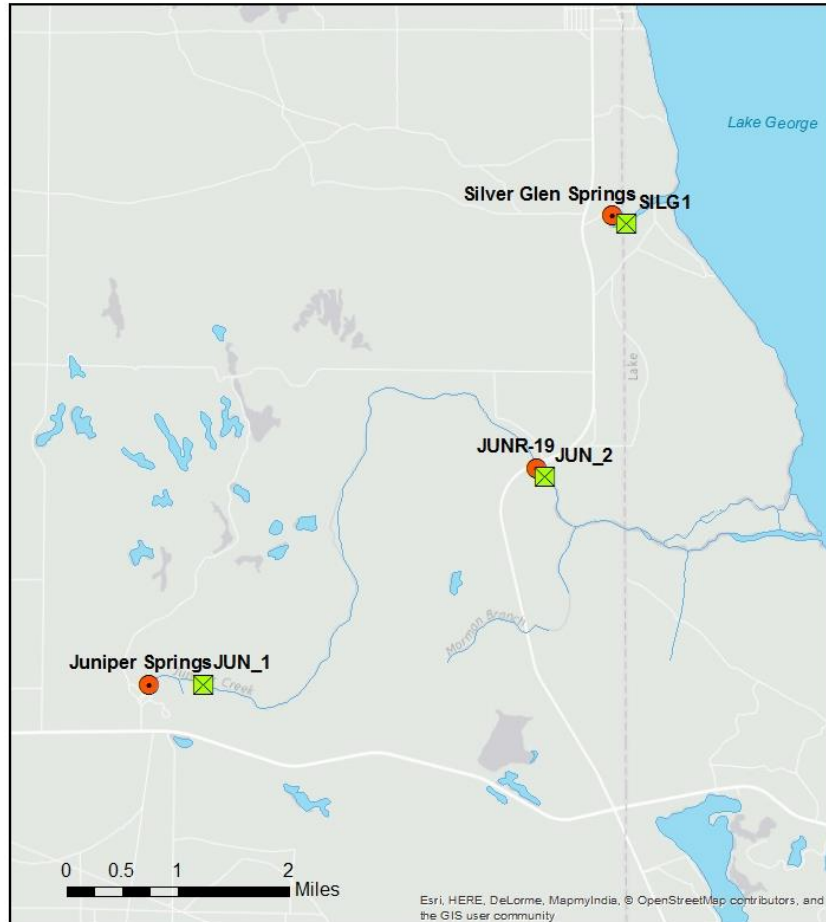 Lake George
Silver Glen Springs
SILG1
Lake
JUNR-19
JUN_2
Mormon Branch
Juniper Springs
JUN_1
Creek
0 0.5 1 2
Miles
Esri, HERE, DeLorme, MapmyIndia, © OpenStreetMap contributors, and
the GIS user community